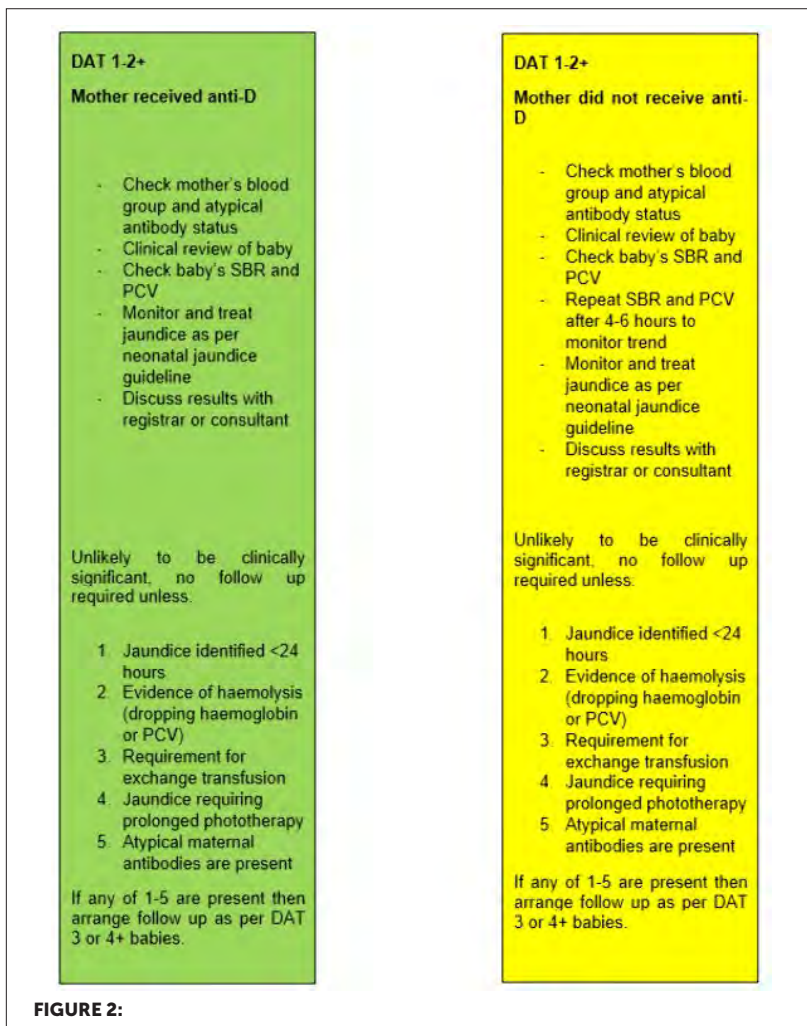 DAT 1-2+
Mother received anti-D
- Check mother's blood
group and atypical
antibody status
- Clinical review of baby
- Check baby's SBR and
PCV
- Monitor and treat
jaundice as per
neonatal jaundice
guideline
- Discuss results with
registrar or consultant
Unlikely to be clinically
significant, no follow up
required unless.
1. Jaundice identified <24
hours
2. Evidence of haemolysis
(dropping haemoglobin
or PCV)
3. Requirement for
exchange transfusion
4. Jaundice requiring
prolonged phototherapy
5. Atypical maternal
antibodies are present
If any of 1-5 are present then
arrange follow up as per DAT
3 or 4+ babies.
DAT 1-2+
Mother did not receive anti-
D
- Check mother's blood
group and atypical
antibody status
- Clinical review of baby
- Check baby's SBR and
PCV
- Repeat SBR and PCV
after 4-6 hours to
monitor trend
- Monitor and treat
jaundice as per
neonatal jaundice
guideline
- Discuss results with
registrar or consultant
Unlikely to be clinically
significant, no follow up
required unless.
1. Jaundice identified <24
hours
2. Evidence of haemolysis
(dropping haemoglobin
or PCV)
3. Requirement for
exchange transfusion
4. Jaundice requiring
prolonged phototherapy
5. Atypical maternal
antibodies are present
If any of 1-5 are present then
arrange follow up as per DAT
3 or 4+ babies.
FIGURE 2: